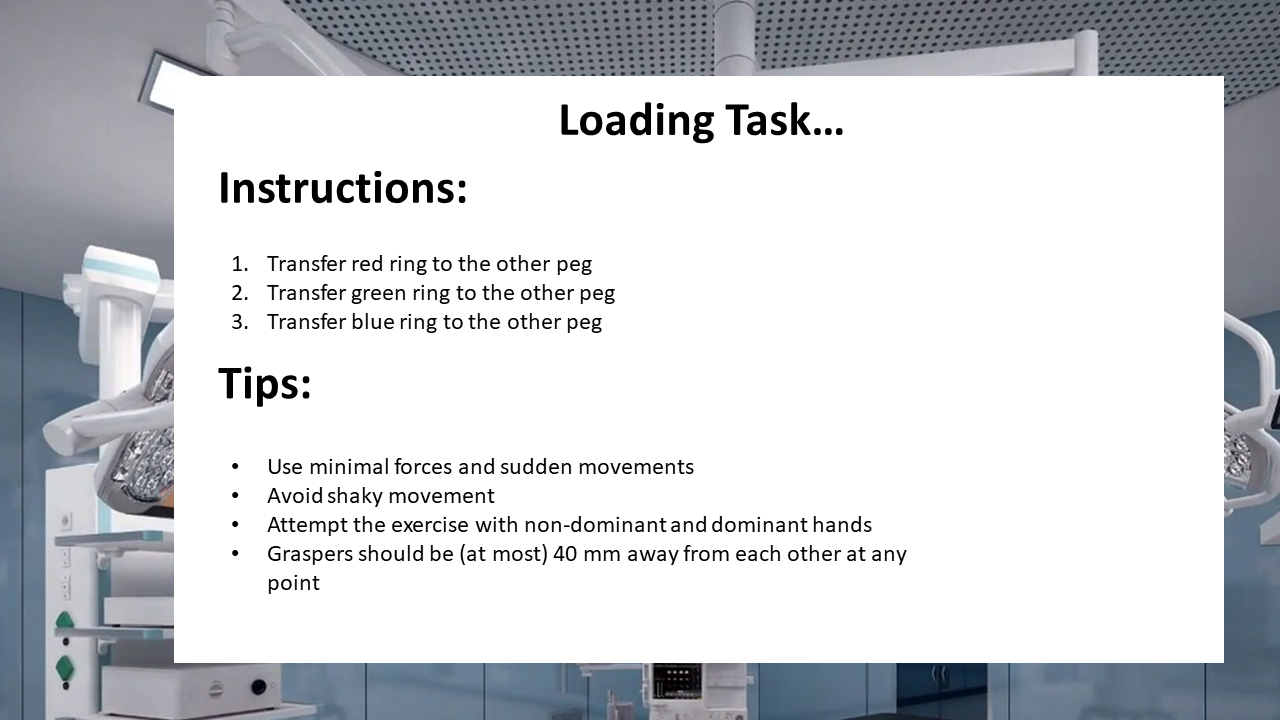 Loading Task...
Instructions:
1. Transfer red ring to the other peg
2. Transfer green ring to the other peg
3. Transfer blue ring to the other peg
Tips:
• Use minimal forces and sudden movements
• Avoid shaky movement
• Attempt the exercise with non-dominant and dominant hands
• Graspers should be (at most) 40 mm away from each other at any
point